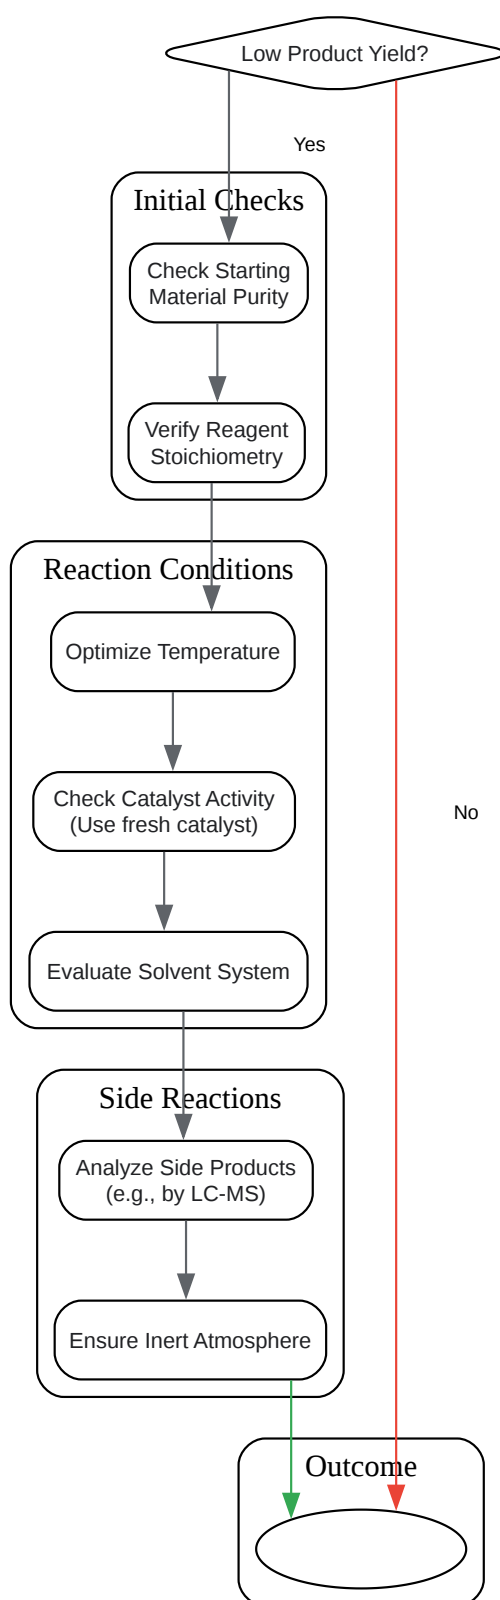 Low Product Yield?
Yes
Initial Checks
Check Starting
Material Purity
Verify Reagent
Stoichiometry
Reaction Conditions
Optimize Temperature
Check Catalyst Activity
(Use fresh catalyst)
No
Evaluate Solvent System
Side Reactions
Analyze Side Products
(e.g., by LC-MS)
Ensure Inert Atmosphere
Outcome